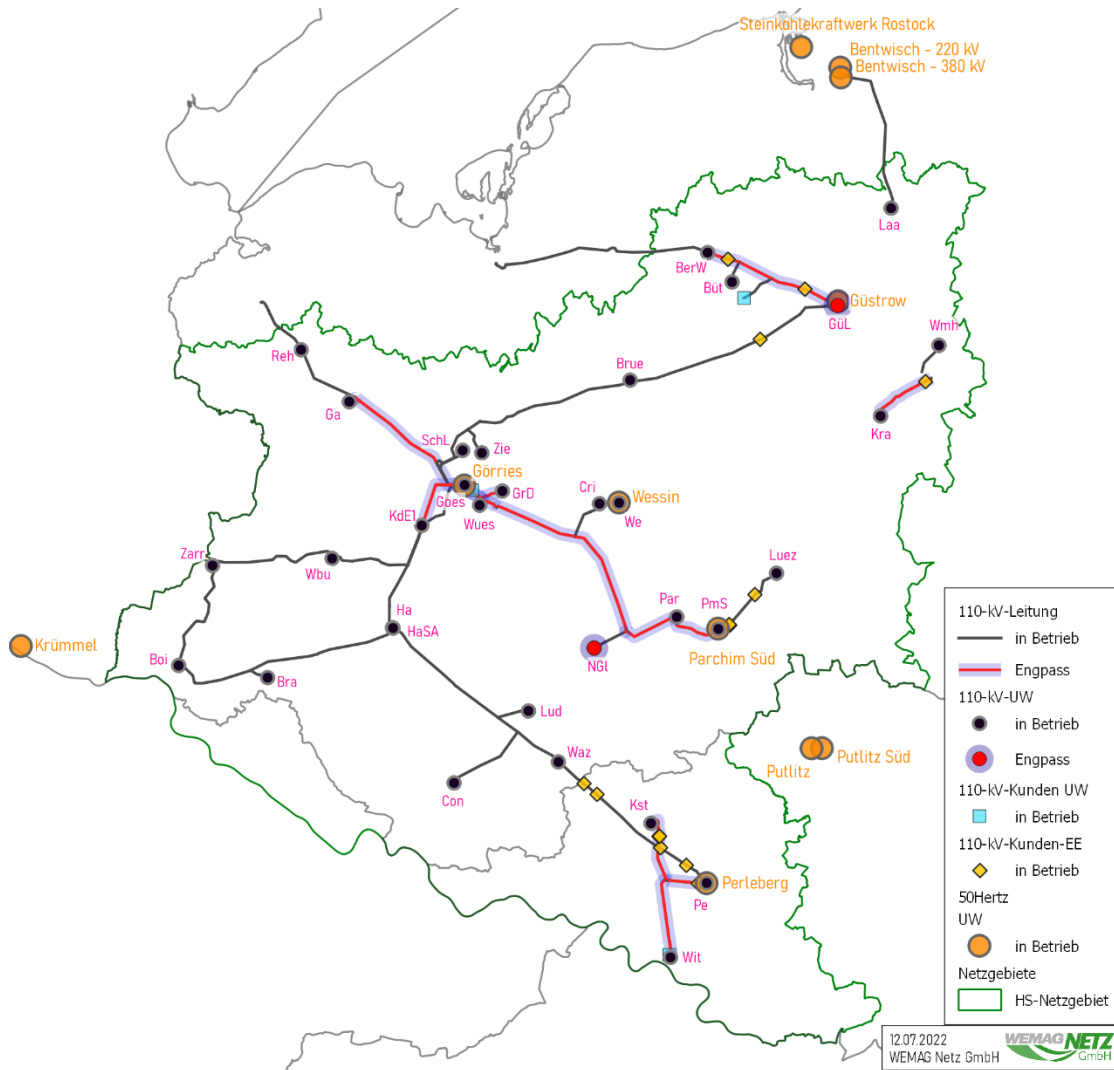 Steinkohlekraftwerk Rostock
Bentwisch - 220 kV
Bentwisch - 380 kV
Laa
BerW
Büt
Güstrow
GüL
Wmh
Reh
Brue
Ga
Kra
SchL
Zie
Görries
Goes
GrD
Cri
Wessin
We
KdE1
Wues
Zarr
Wbu
Luez
Ha
HaSA
Par
PmS
Krümmel
Boi
Bra
NGl
Parchim Süd
Lud
Waz
Putlitz
Putlitz Süd
Con
Kst
Perleberg
Pe
Wit
110-kV-Leitung
in Betrieb
Engpass
110-kV-UW
in Betrieb
Engpass
110-kV-Kunden UW
in Betrieb
110-kV-Kunden-EE
in Betrieb
50Hertz
UW
in Betrieb
Netzgebiete
HS-Netzgebiet
12.07.2022
WEMAG Netz GmbH
WEMAG NETZ
GmbH